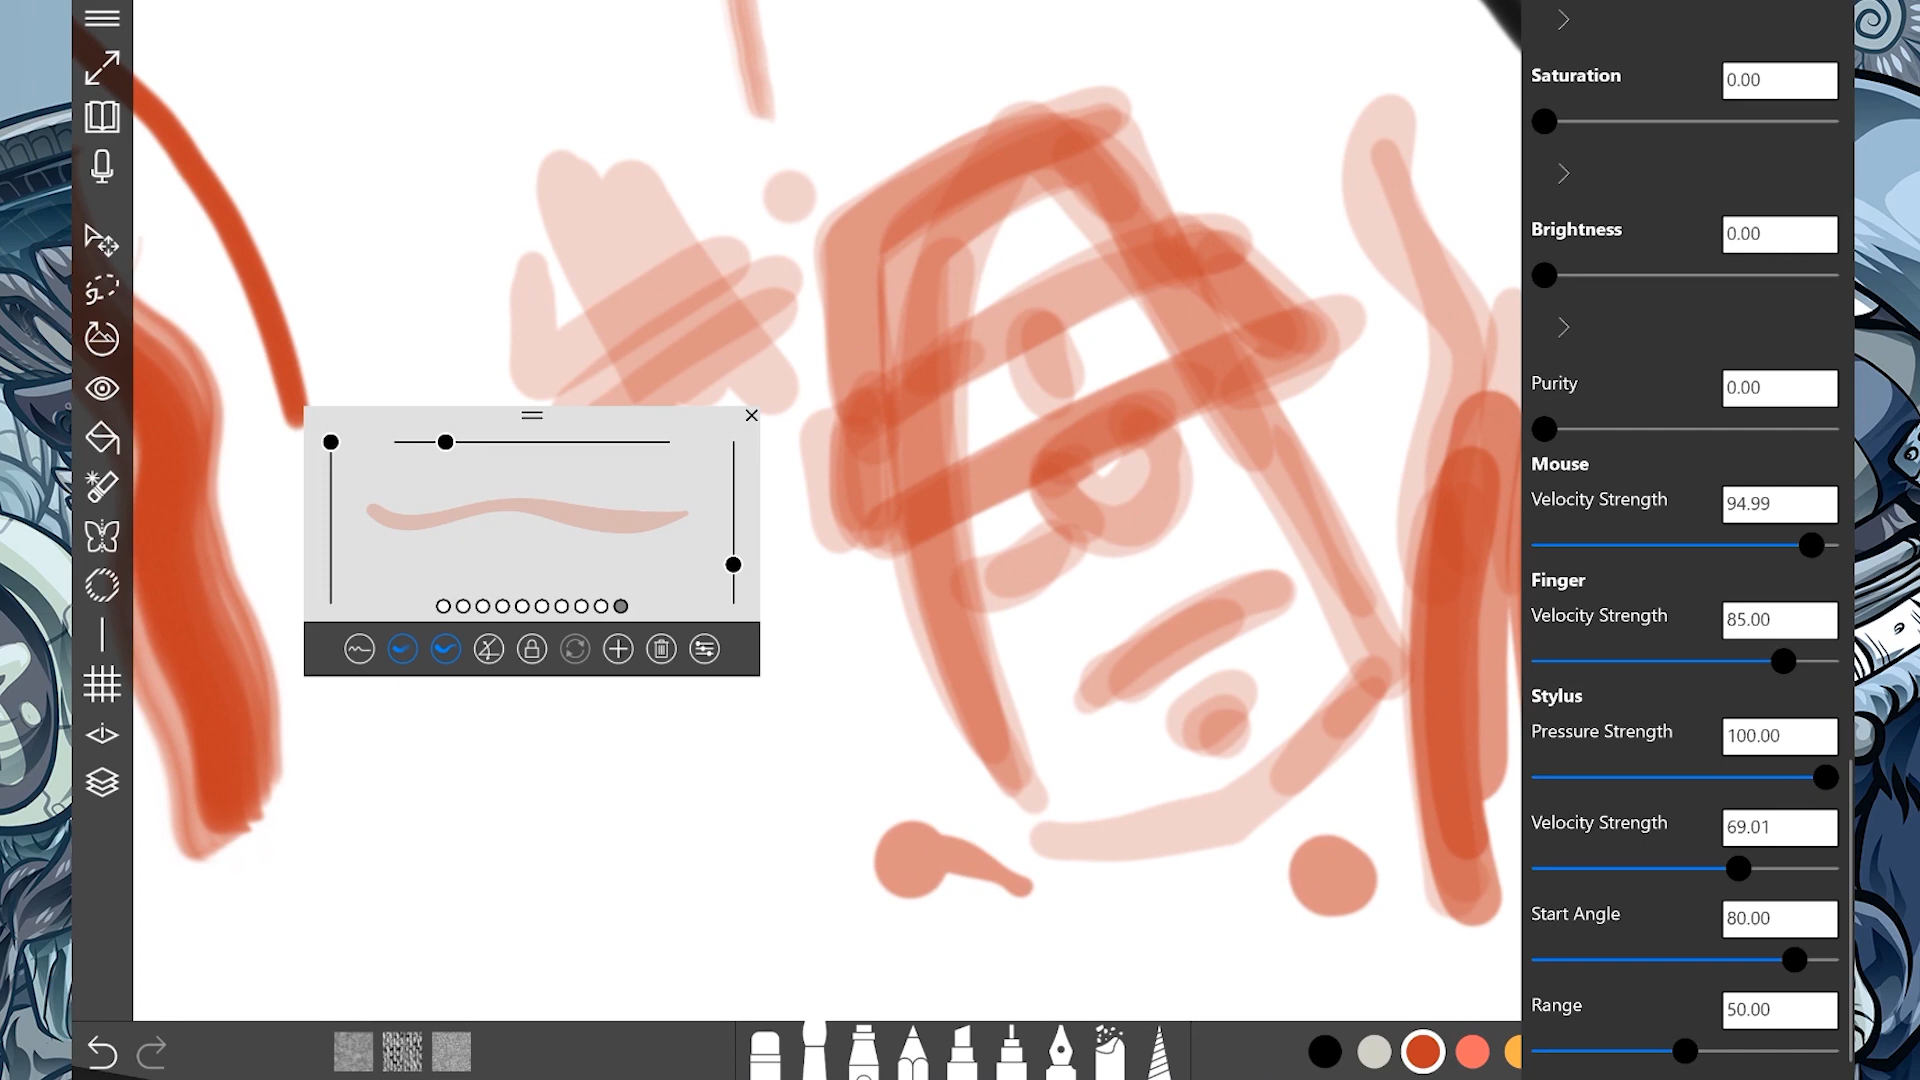 Saturation 0.00
Brightness 0.00
Purity 0.00
Mouse
Velocity Strength 94.99
Finger
Velocity Strength 85.00
Stylus
Pressure Strength 100.00
Velocity Strength 69.01
Start Angle 80.00
Range 50.00